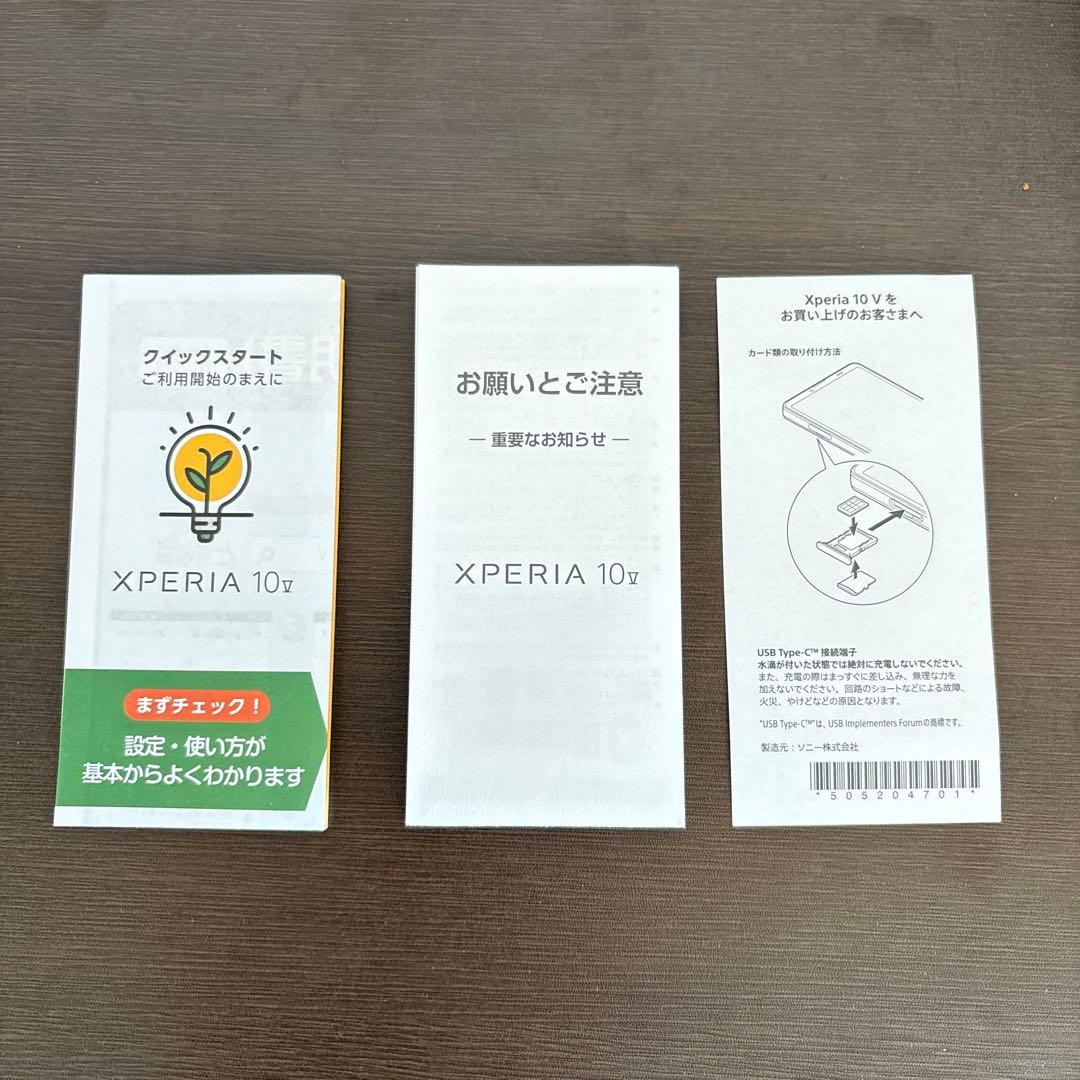 クイックスタート
ご利用開始のまえに
XPERIA 10 V
まずチェック！
設定・使い方が
基本からよくわかります
お願いとご注意
― 重要なお知らせ ―
XPERIA 10 V
Xperia 10 V を
お買い上げのお客さまへ
カード類の取り付け方法
USB Type-C™ 接続端子
水滴が付いた状態では絶対に充電しないでください。
また、充電の際はまっすぐに差し込み、無理な力を
加えないでください。回路のショートなどによる故障、
火災、やけどなどの原因となります。
"USB Type-C™"は、USB Implementers Forumの商標です。
製造元：ソニー株式会社
*505204701*